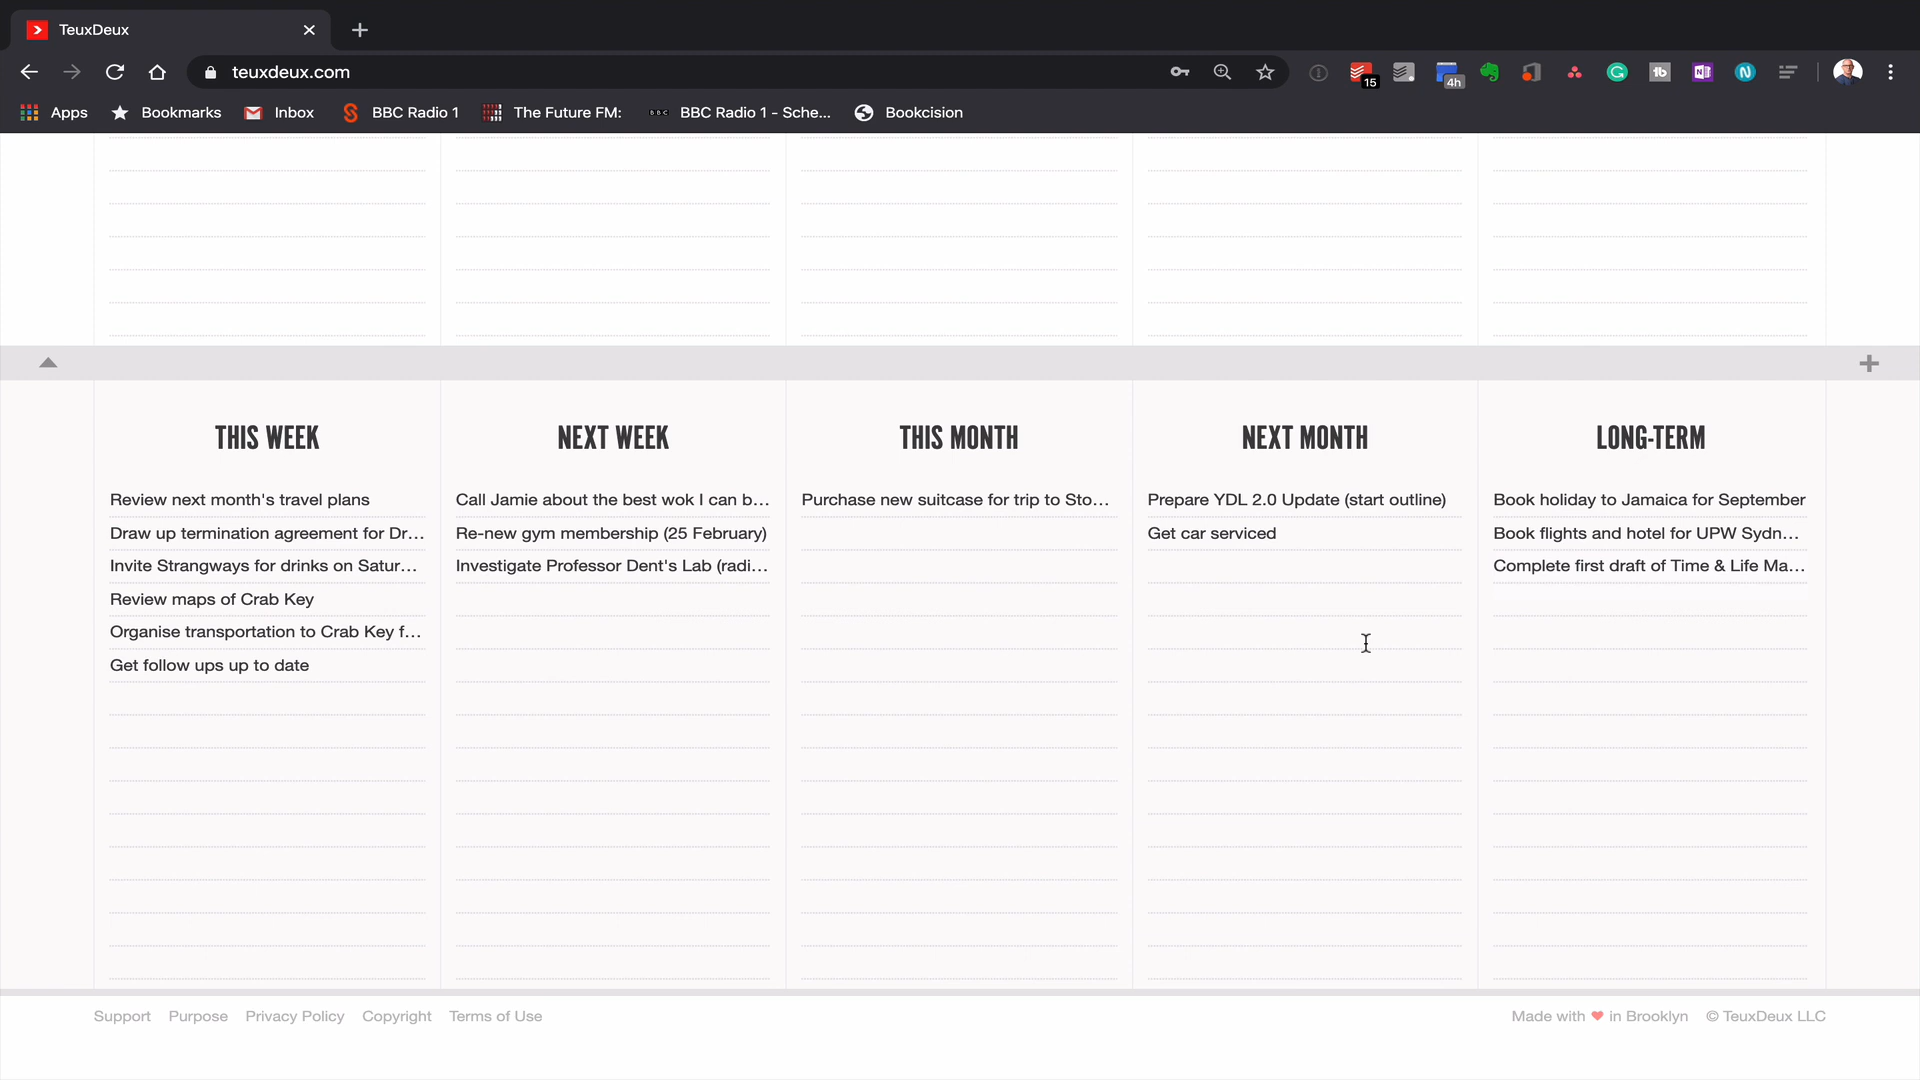 TeuxDeux
teuxdeux.com
15
4h
Apps Bookmarks Inbox BBC Radio 1 The Future FM: BBC BBC Radio 1 - Sche... Bookcision
THIS WEEK
Review next month's travel plans
Draw up termination agreement for Dr...
Invite Strangways for drinks on Satur...
Review maps of Crab Key
Organise transportation to Crab Key f...
Get follow ups up to date
NEXT WEEK
Call Jamie about the best wok I can b...
Re-new gym membership (25 February)
Investigate Professor Dent's Lab (radi...
THIS MONTH
Purchase new suitcase for trip to Sto...
NEXT MONTH
Prepare YDL 2.0 Update (start outline)
Get car serviced
LONG-TERM
Book holiday to Jamaica for September
Book flights and hotel for UPW Sydn...
Complete first draft of Time & Life Ma...
Support Purpose Privacy Policy Copyright Terms of Use
Made with ❤ in Brooklyn © TeuxDeux LLC